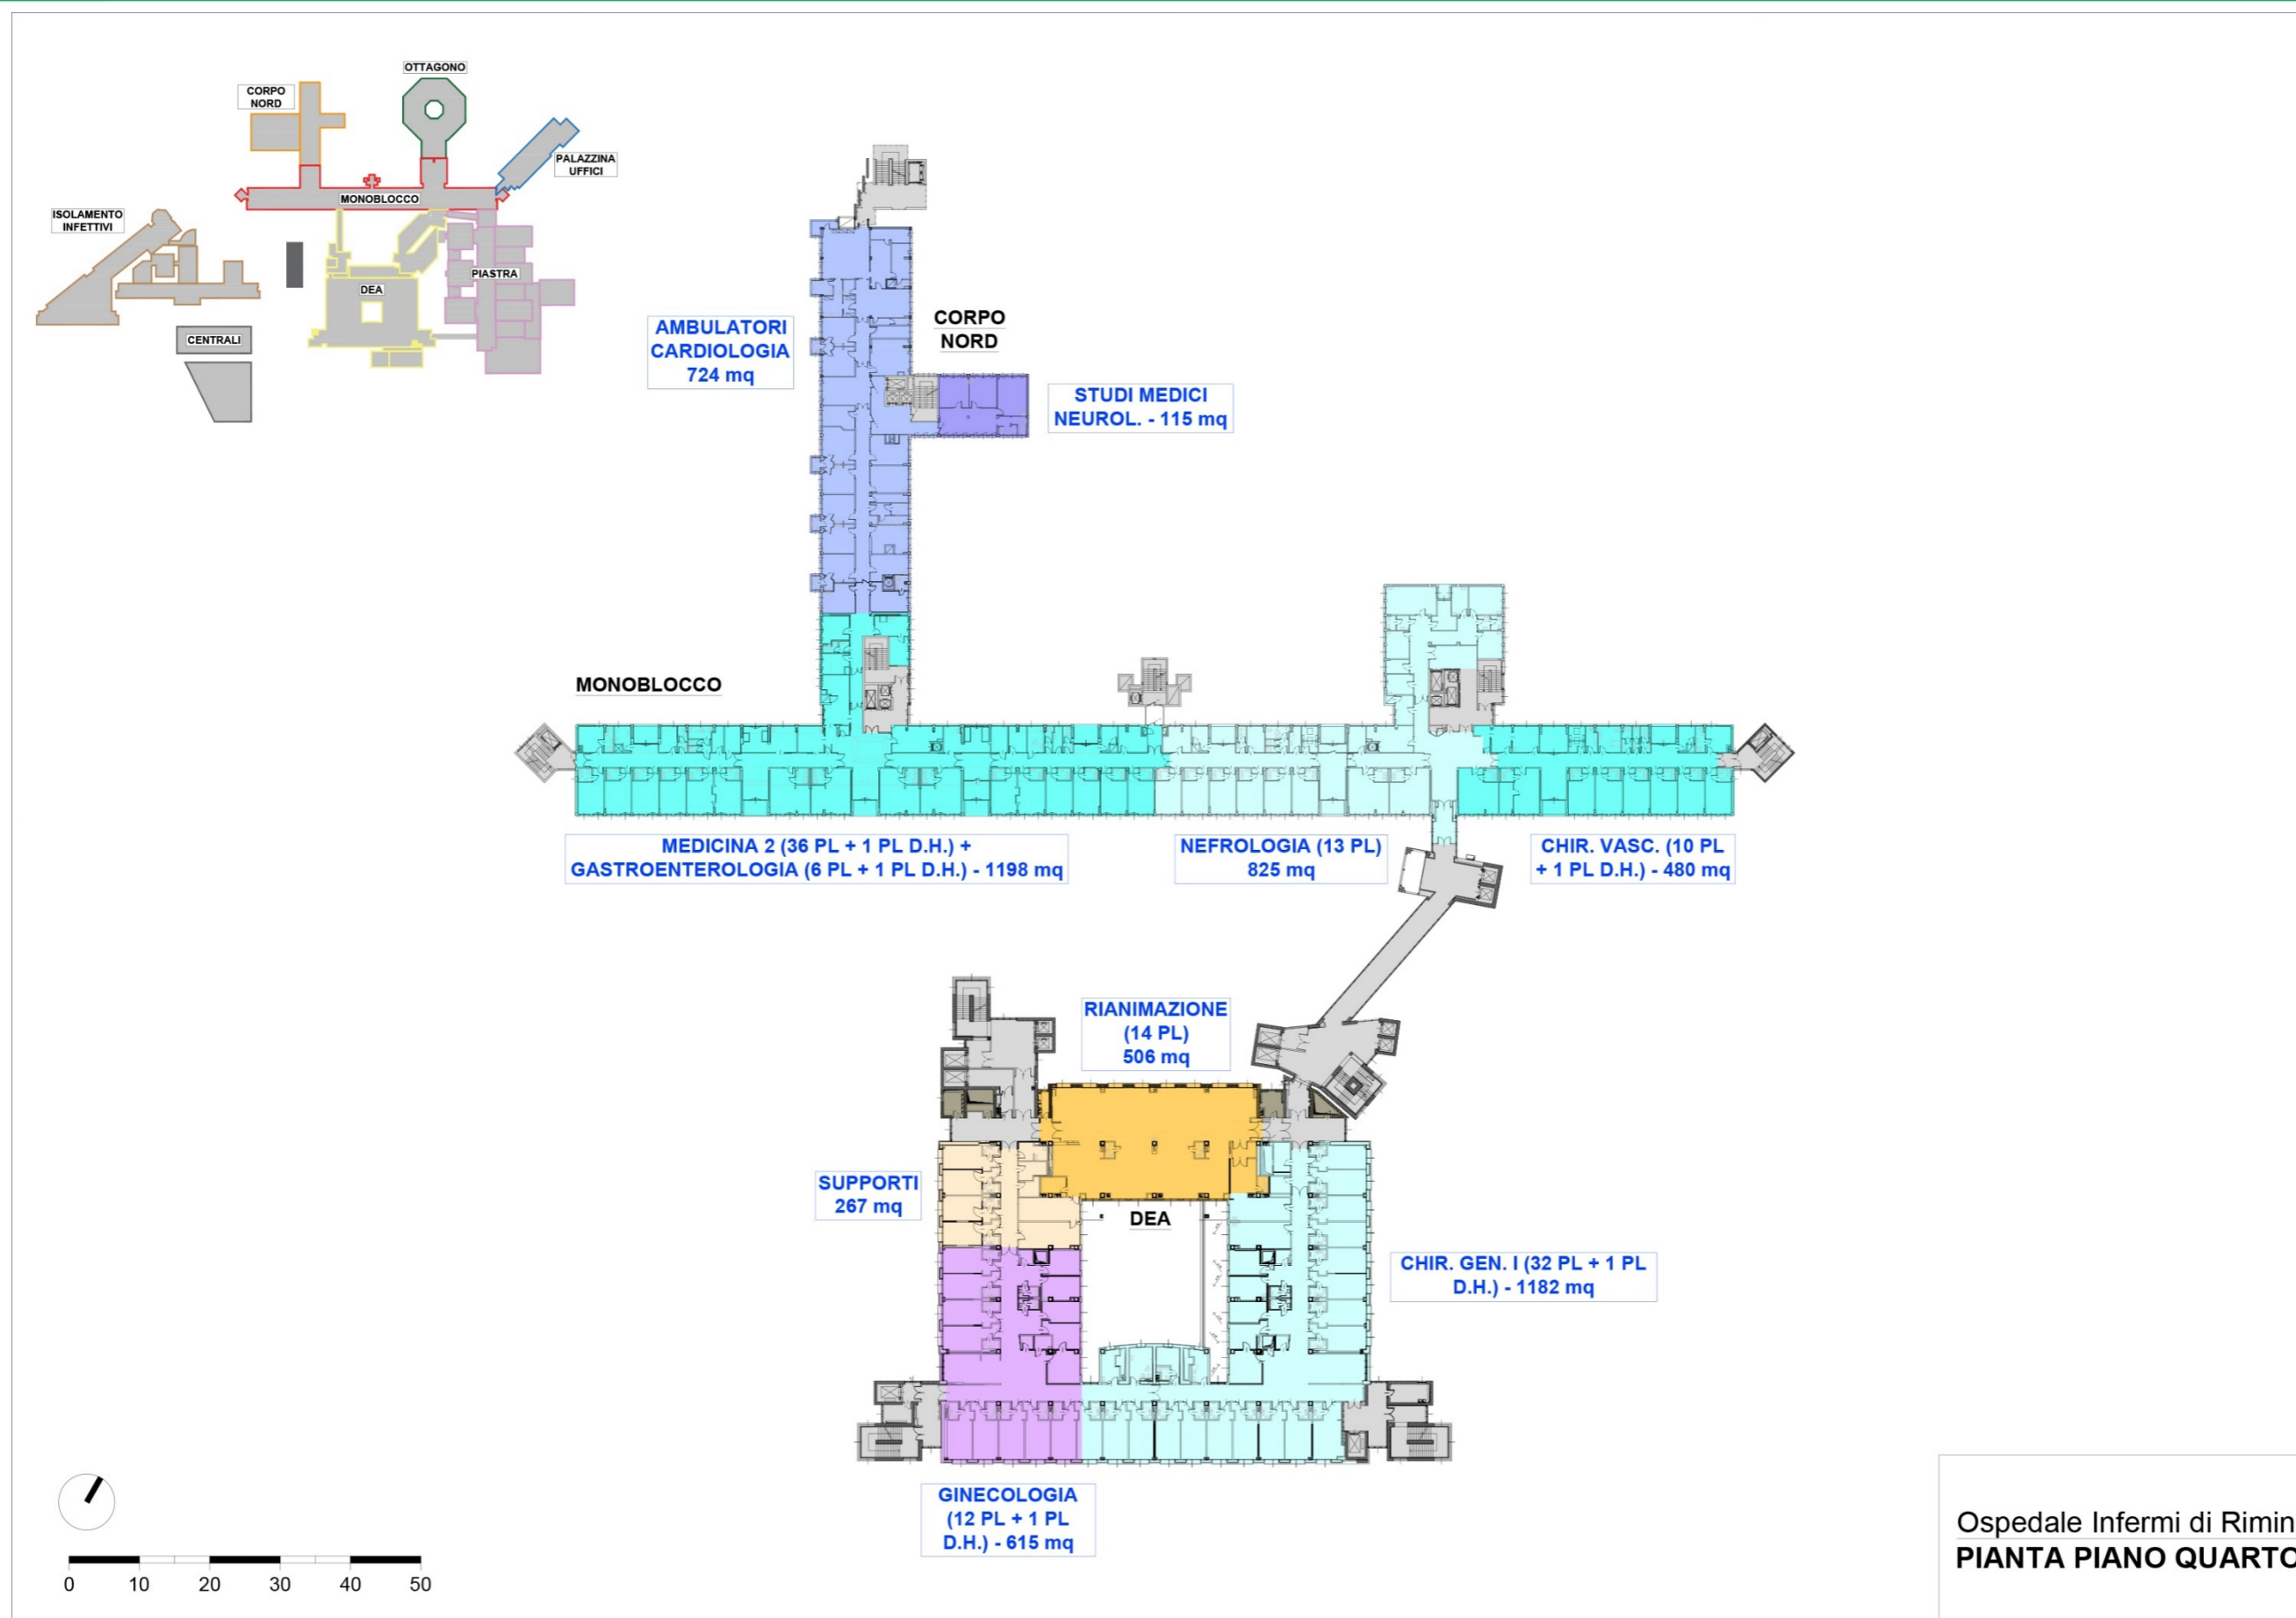 OTTAGONO
CORPO
NORD
PALAZZINA
UFFICI
MONOBLOCCO
ISOLAMENTO
INFETTIVI
PIASTRA
DEA
CENTRALI
AMBULATORI
CARDIOLOGIA
724 mq
CORPO
NORD
STUDI MEDICI
NEUROL. - 115 mq
MONOBLOCCO
MEDICINA 2 (36 PL + 1 PL D.H.) +
GASTROENTEROLOGIA (6 PL + 1 PL D.H.) - 1198 mq
NEFROLOGIA (13 PL)
825 mq
CHIR. VASC. (10 PL
+ 1 PL D.H.) - 480 mq
RIANIMAZIONE
(14 PL)
506 mq
SUPPORTI
267 mq
DEA
CHIR. GEN. I (32 PL + 1 PL
D.H.) - 1182 mq
GINECOLOGIA
(12 PL + 1 PL
D.H.) - 615 mq
0 10 20 30 40 50
Ospedale Infermi di Rimin
PIANTA PIANO QUARTO